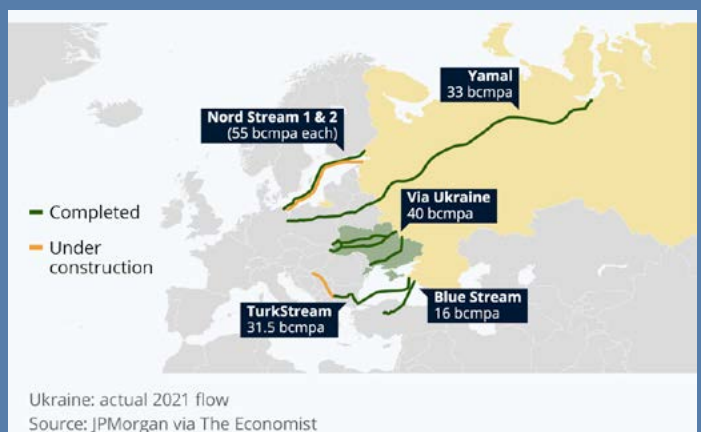 Yamal
33 bcmpa
Nord Stream 1 & 2
(55 bcmpa each)
Via Ukraine
40 bcmpa
Completed
Under
construction
TurkStream
31.5 bcmpa
Blue Stream
16 bcmpa
Ukraine: actual 2021 flow
Source: JPMorgan via The Economist